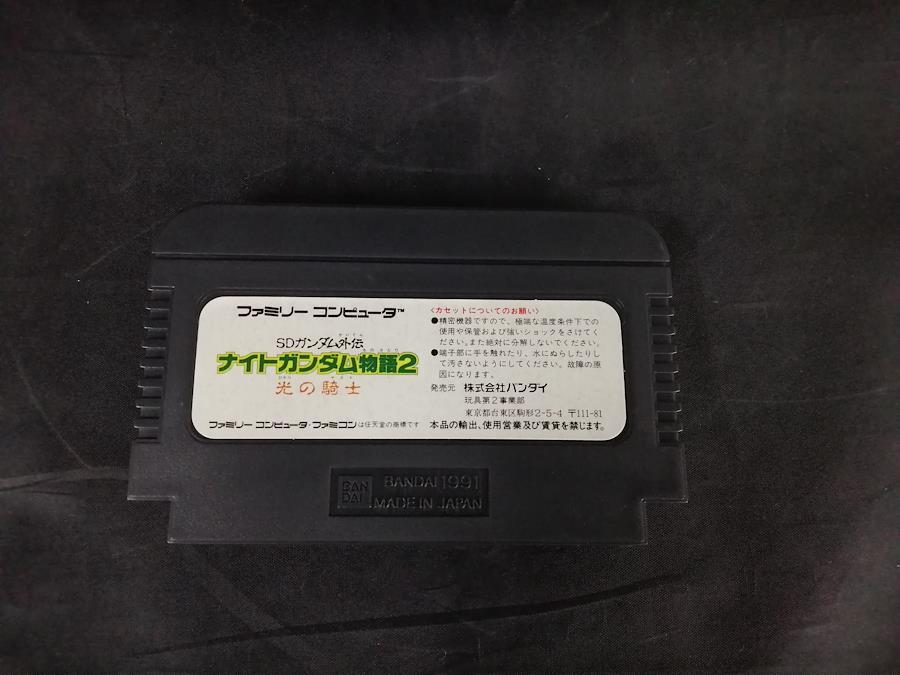 ファミリー コンピュータ™
SDガンダム外伝
ナイトガンダム物語2
光の騎士
ファミリー コンピュータ・ファミコンは任天堂の商標です
〈カセットについてのお願い〉
●精密機器ですので、極端な温度条件下での
使用や保管および強いショックをさけてくだ
さい。また絶対に分解しないでください。
●端子部に手を触れたり、水にぬらしたりし
て汚さないようにしてください。故障の原
因になります。
発売元 株式会社バンダイ
玩具第2事業部
東京都台東区駒形2-5-4 〒111-81
本品の輸出、使用営業及び賃貸を禁じます。
BAN
DAI
BANDAI 1991
MADE IN JAPAN